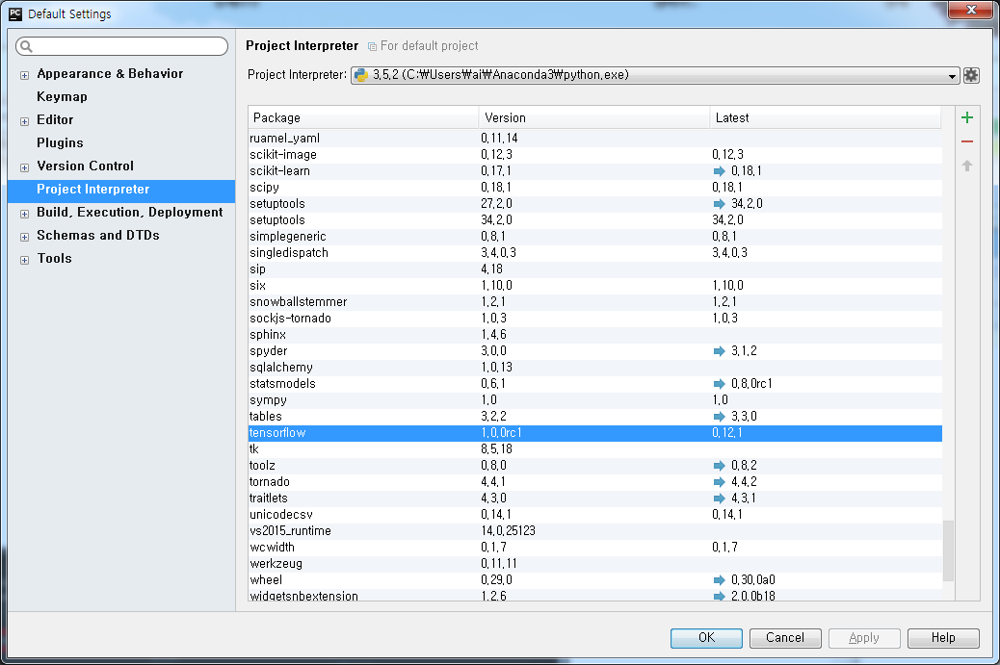 PC Default Settings
Project Interpreter For default project
Project Interpreter: 3.5.2 (C:₩Users₩ai₩Anaconda3₩python.exe)
Appearance & Behavior
Keymap
Editor
Plugins
Version Control
Project Interpreter
Build, Execution, Deployment
Schemas and DTDs
Tools
Package Version Latest
ruamel_yaml 0.11.14
scikit-image 0.12.3 0.12.3
scikit-learn 0.17.1 0.18.1
scipy 0.18.1 0.18.1
setuptools 27.2.0 34.2.0
setuptools 34.2.0 34.2.0
simplegeneric 0.8.1 0.8.1
singledispatch 3.4.0.3 3.4.0.3
sip 4.18
six 1.10.0 1.10.0
snowballstemmer 1.2.1 1.2.1
sockjs-tornado 1.0.3 1.0.3
sphinx 1.4.6
spyder 3.0.0 3.1.2
sqlalchemy 1.0.13
statsmodels 0.6.1 0.8.0rc1
sympy 1.0 1.0
tables 3.2.2 3.3.0
tensorflow 1.0.0rc1 0.12.1
tk 8.5.18
toolz 0.8.0 0.8.2
tornado 4.4.1 4.4.2
traitlets 4.3.0 4.3.1
unicodecsv 0.14.1 0.14.1
vs2015_runtime 14.0.25123
wcwidth 0.1.7 0.1.7
werkzeug 0.11.11
wheel 0.29.0 0.30.0a0
widgetsnbextension 1.2.6 2.0.0b18
OK Cancel Apply Help